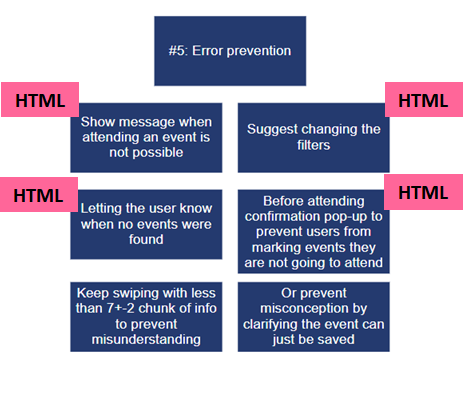 #5: Error prevention
HTML
HTML
Show message when
attending an event is
not possible
Suggest changing the
filters
HTML
HTML
Letting the user know
when no events were
found
Before attending
confirmation pop-up to
prevent users from
marking events they
are not going to attend
Keep swiping with less
than 7+-2 chunk of info
to prevent
misunderstanding
Or prevent
misconception by
clarifying the event can
just be saved